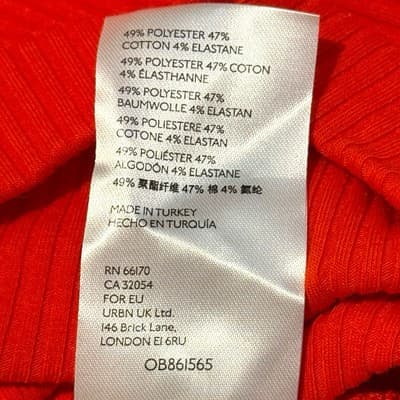 49% POLYESTER 47%
COTTON 4% ELASTANE
49% POLYESTER 47% COTON
4% ÉLASTHANNE
49% POLYESTER 47%
BAUMWOLLE 4% ELASTAN
49% POLIESTERE 47%
COTONE 4% ELASTAN
49% POLIÉSTER 47%
ALGODÓN 4% ELASTANE
49% 聚酯纤维 47% 棉 4% 氨纶
MADE IN TURKEY
HECHO EN TURQUÍA
RN 66170
CA 32054
FOR EU
URBN UK Ltd.
146 Brick Lane,
LONDON E1 6RU
OB861565